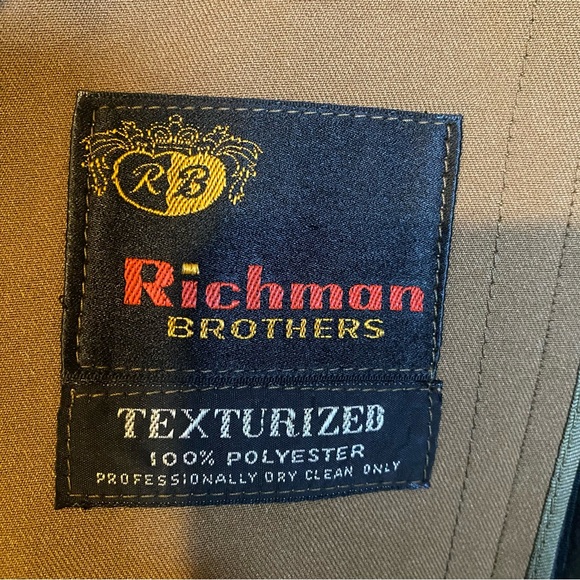 RB
Richman
BROTHERS
TEXTURIZED
100% POLYESTER
PROFESSIONALLY DRY CLEAN ONLY